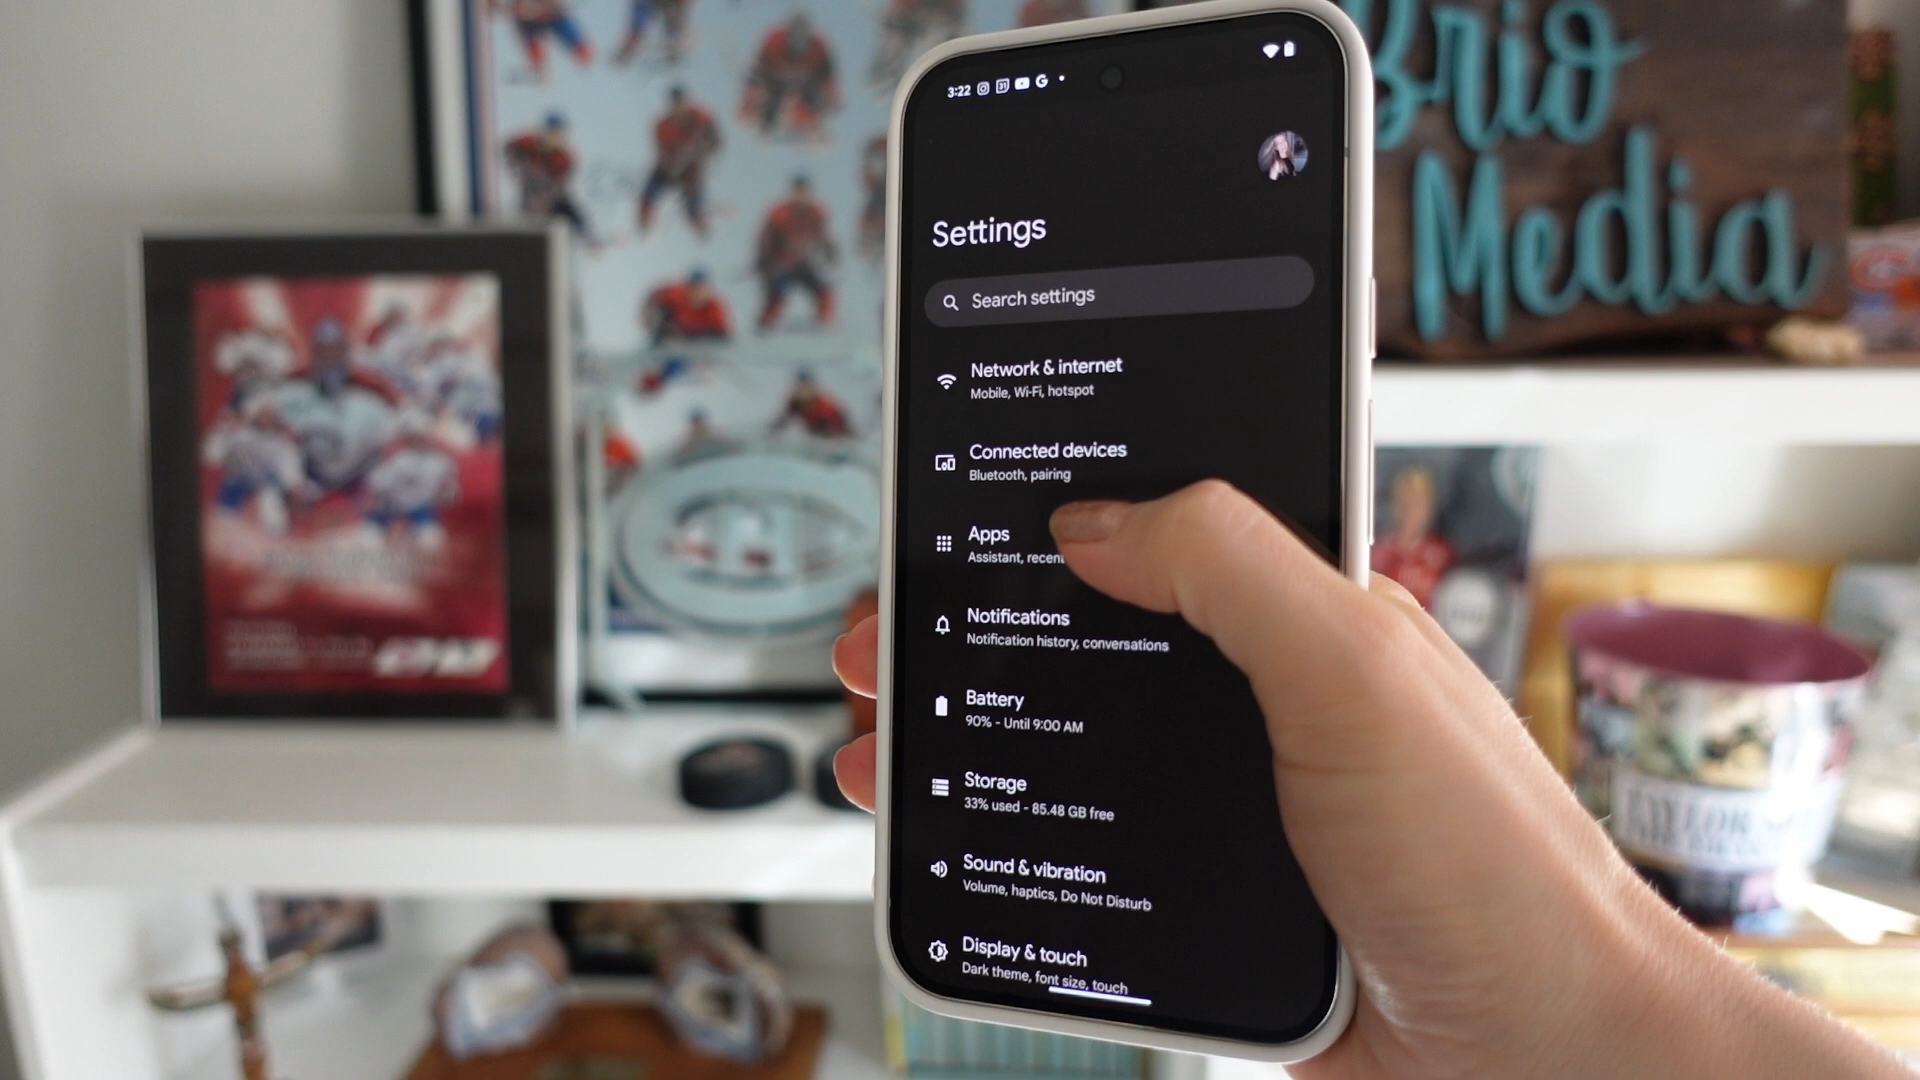 3:22
Settings
Search settings
Network & internet
Mobile, Wi-Fi, hotspot
Connected devices
Bluetooth, pairing
Apps
Assistant, recent
Notifications
Notification history, conversations
Battery
90% - Until 9:00 AM
Storage
33% used - 85.48 GB free
Sound & vibration
Volume, haptics, Do Not Disturb
Display & touch
Dark theme, font size, touch
Brio
Media
TAYLOR